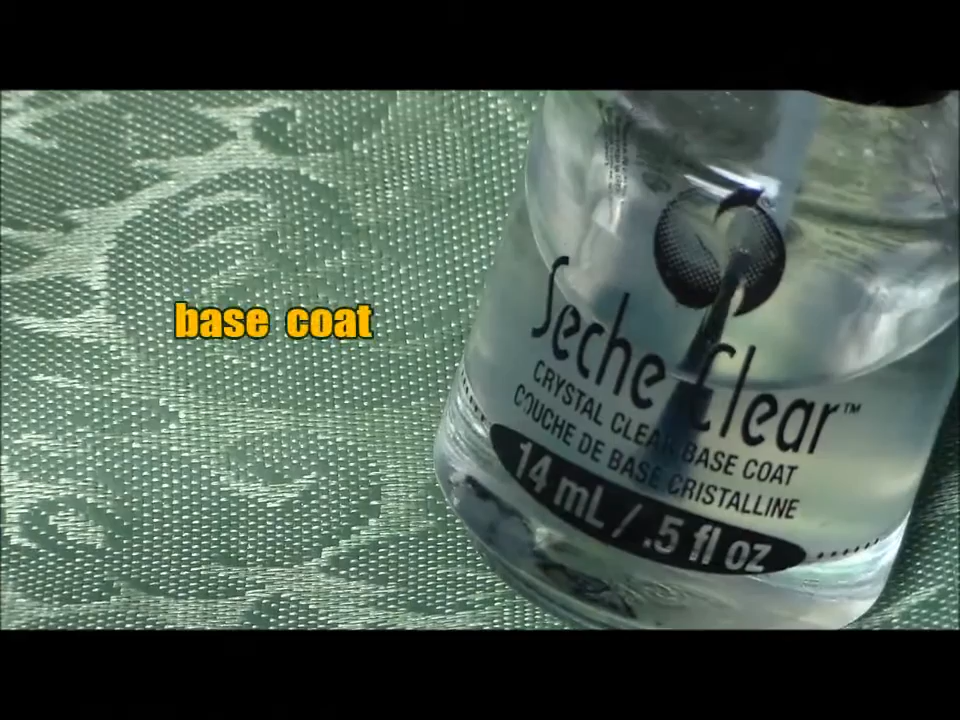 base coat
Seche Clear™
CRYSTAL CLEAR BASE COAT
COUCHE DE BASE CRISTALLINE
14 mL / .5 fl oz